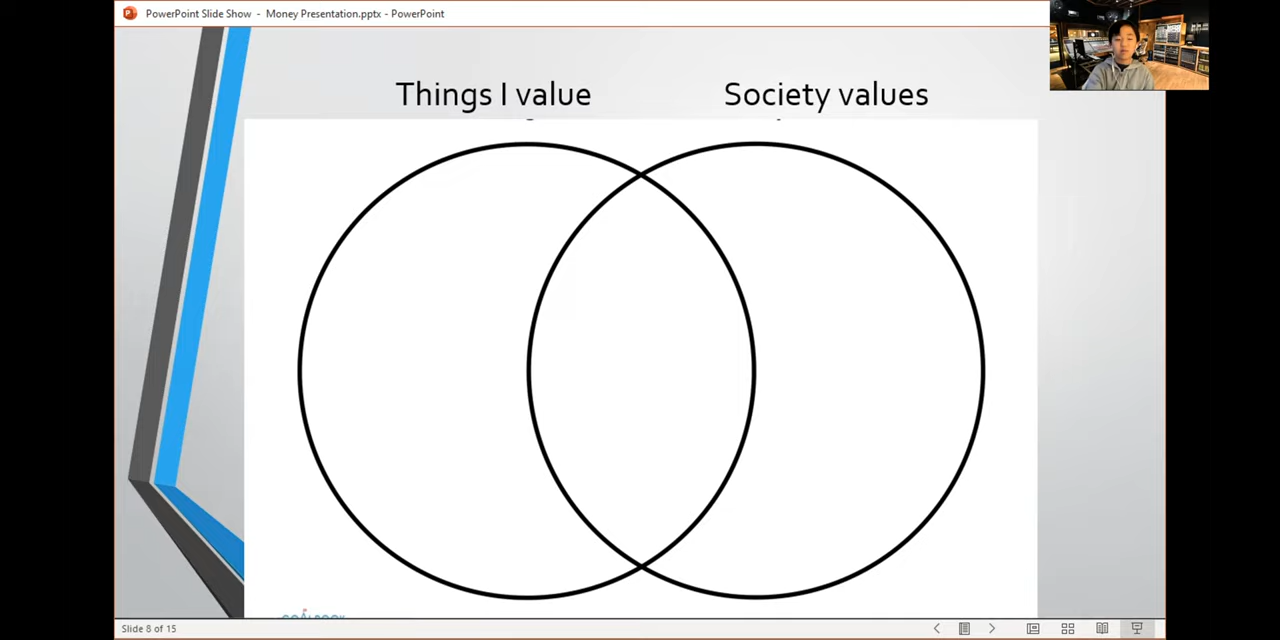 PowerPoint Slide Show - Money Presentation.pptx - PowerPoint
Things I value
Society values
Slide 8 of 15